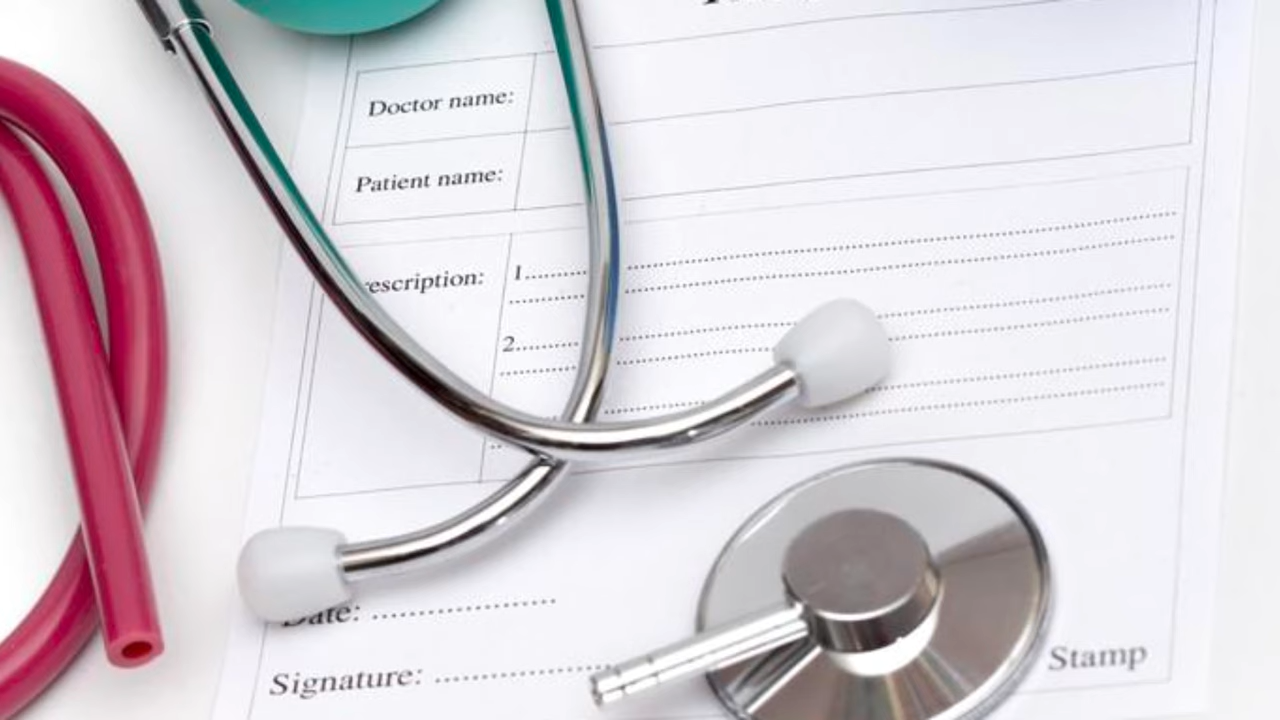 Doctor name:
Patient name:
escription: 1
2
Date:
Signature:
Stamp